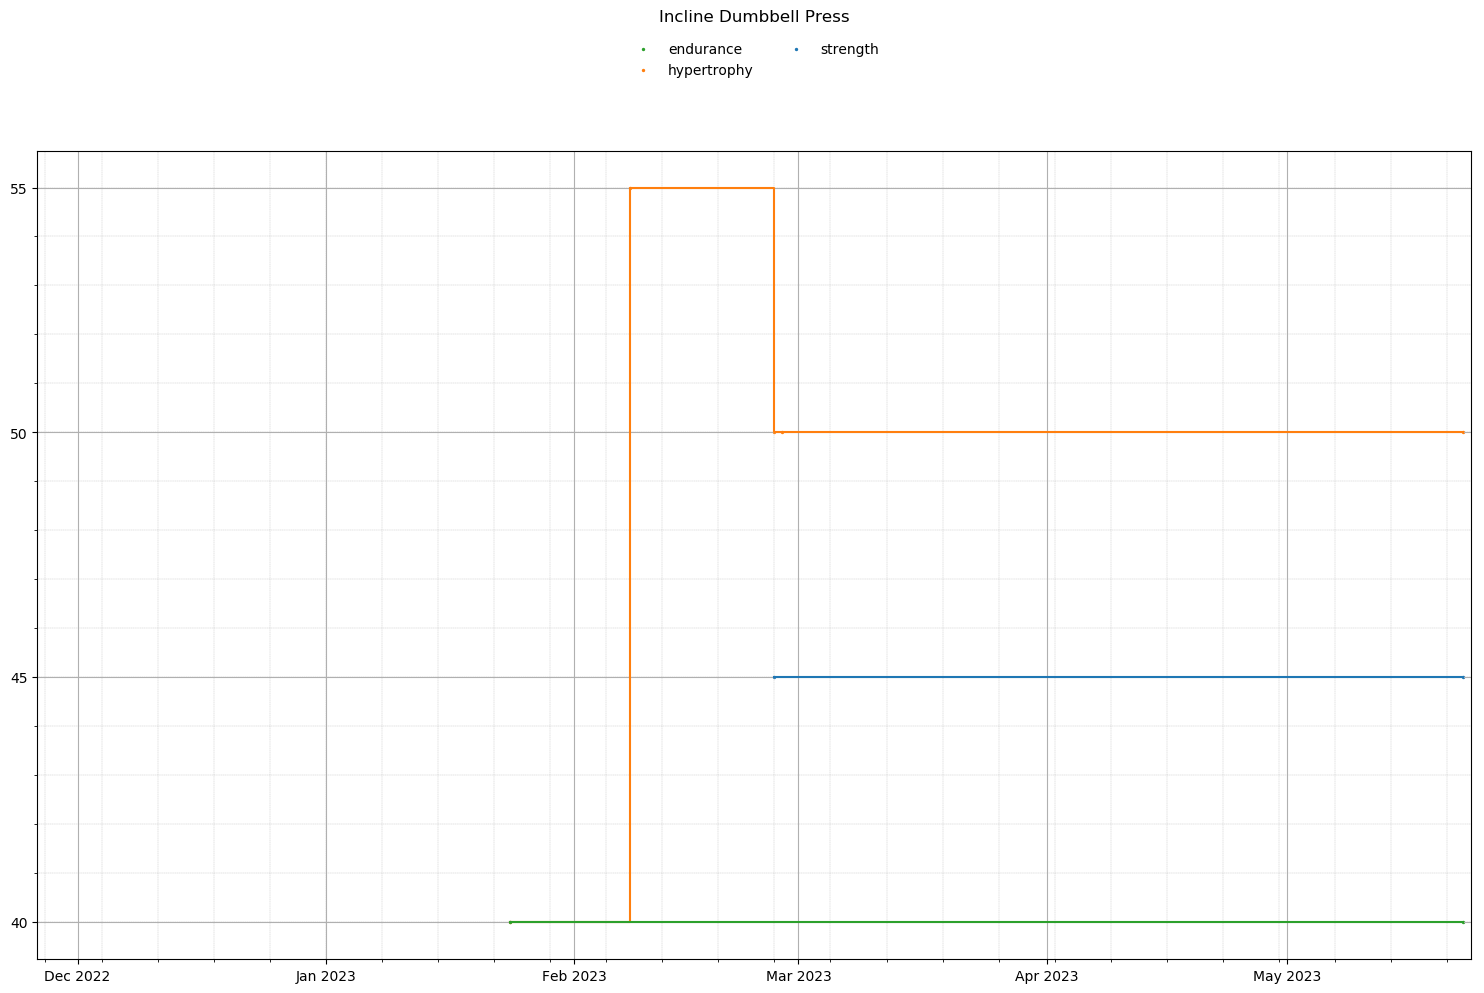 Incline Dumbbell Press
endurance
hypertrophy
strength
55
50
45
40
Dec 2022
Jan 2023
Feb 2023
Mar 2023
Apr 2023
May 2023